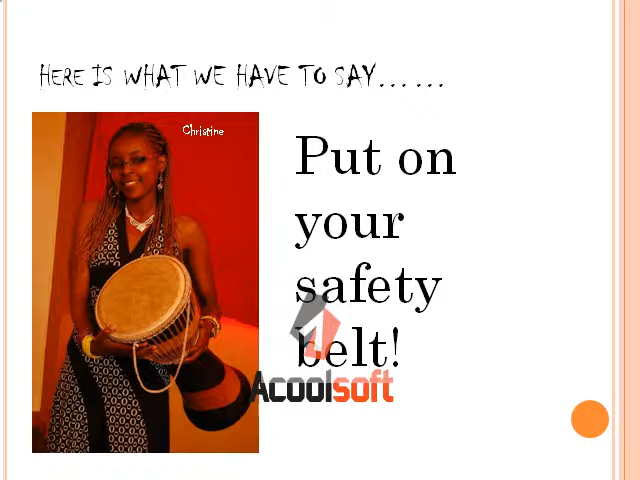 HERE IS WHAT WE HAVE TO SAY……
Christine
Put on
your
safety
belt!
Acoolsoft